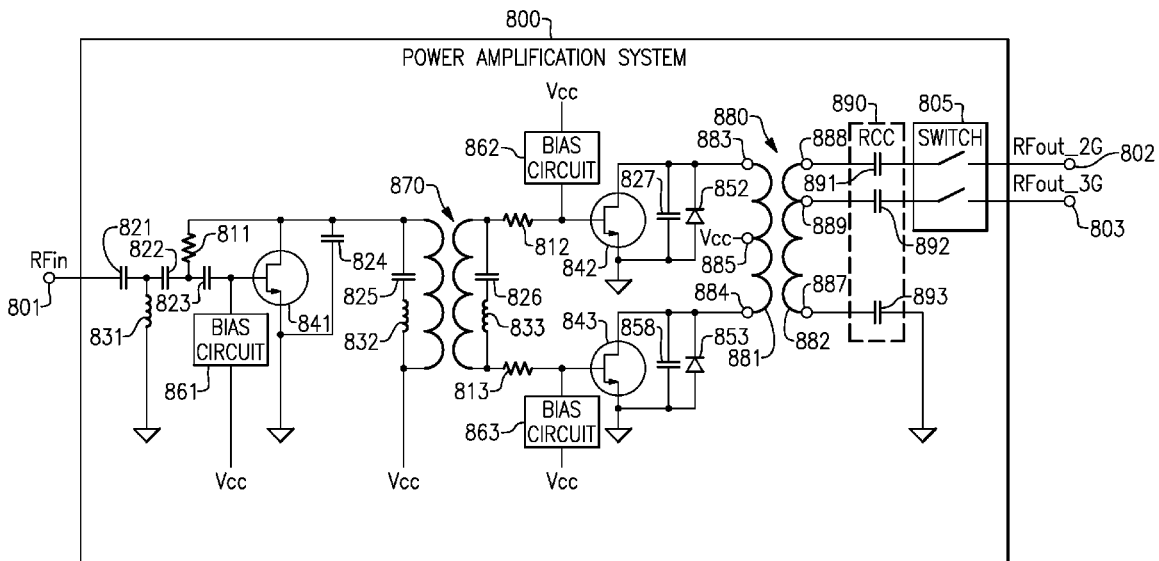 800
POWER AMPLIFICATION SYSTEM
Vcc
862
BIAS
CIRCUIT
880
890
805
883
888
RCC
SWITCH
RFout_2G
802
891
RFout_3G
803
889
892
870
827
852
812
842
Vcc
885
821
822
811
823
RFin
801
831
824
841
825
826
832
833
884
887
893
843
858
853
881
882
BIAS
CIRCUIT
861
813
BIAS
CIRCUIT
863
Vcc
Vcc
Vcc